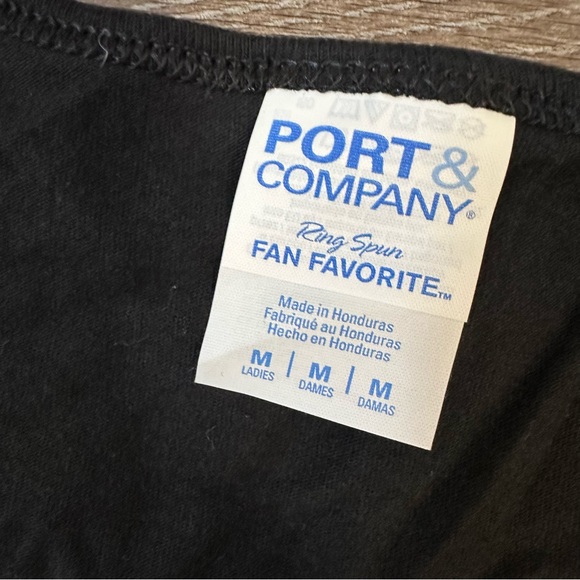 PORT &
COMPANY®
Ring Spun
FAN FAVORITE™
Made in Honduras
Fabriqué au Honduras
Hecho en Honduras
M | M | M
LADIES DAMES DAMAS